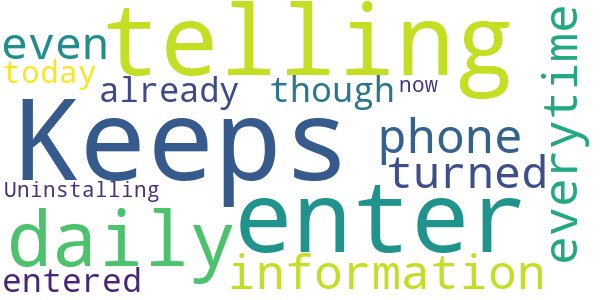 even telling everytime
today
already though now
Keeps phone
turned
Uninstalling
daily enter
entered information